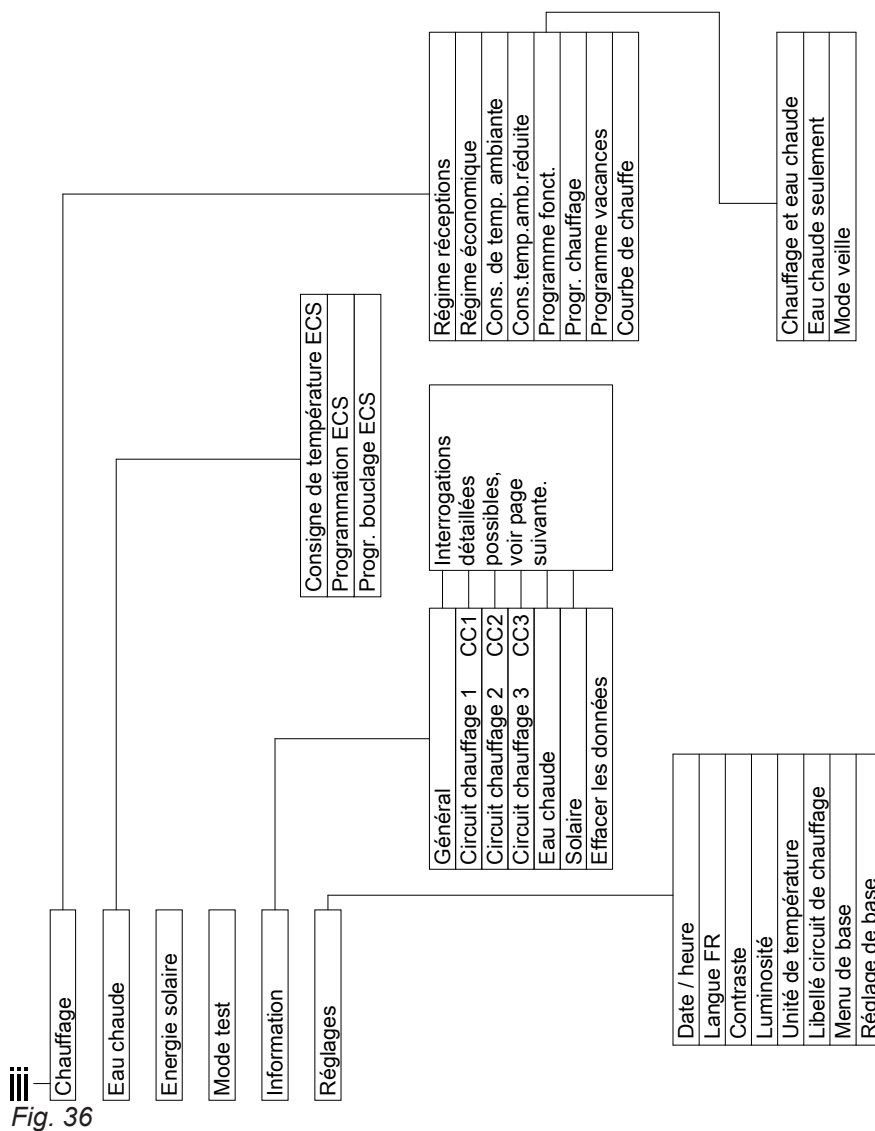 Chauffage
Eau chaude
Energie solaire
Mode test
Information
Réglages
Régime réceptions
Régime économique
Cons. de temp. ambiante
Cons.temp.amb.réduite
Programme fonct.
Progr. chauffage
Programme vacances
Courbe de chauffe
Chauffage et eau chaude
Eau chaude seulement
Mode veille
Consigne de température ECS
Programmation ECS
Progr. bouclage ECS
Général
Circuit chauffage 1 CC1
Circuit chauffage 2 CC2
Circuit chauffage 3 CC3
Eau chaude
Solaire
Effacer les données
Interrogations
détaillées
possibles,
voir page
suivante.
Date / heure
Langue FR
Contraste
Luminosité
Unité de température
Libellé circuit de chauffage
Menu de base
Réglage de base
Fig. 36